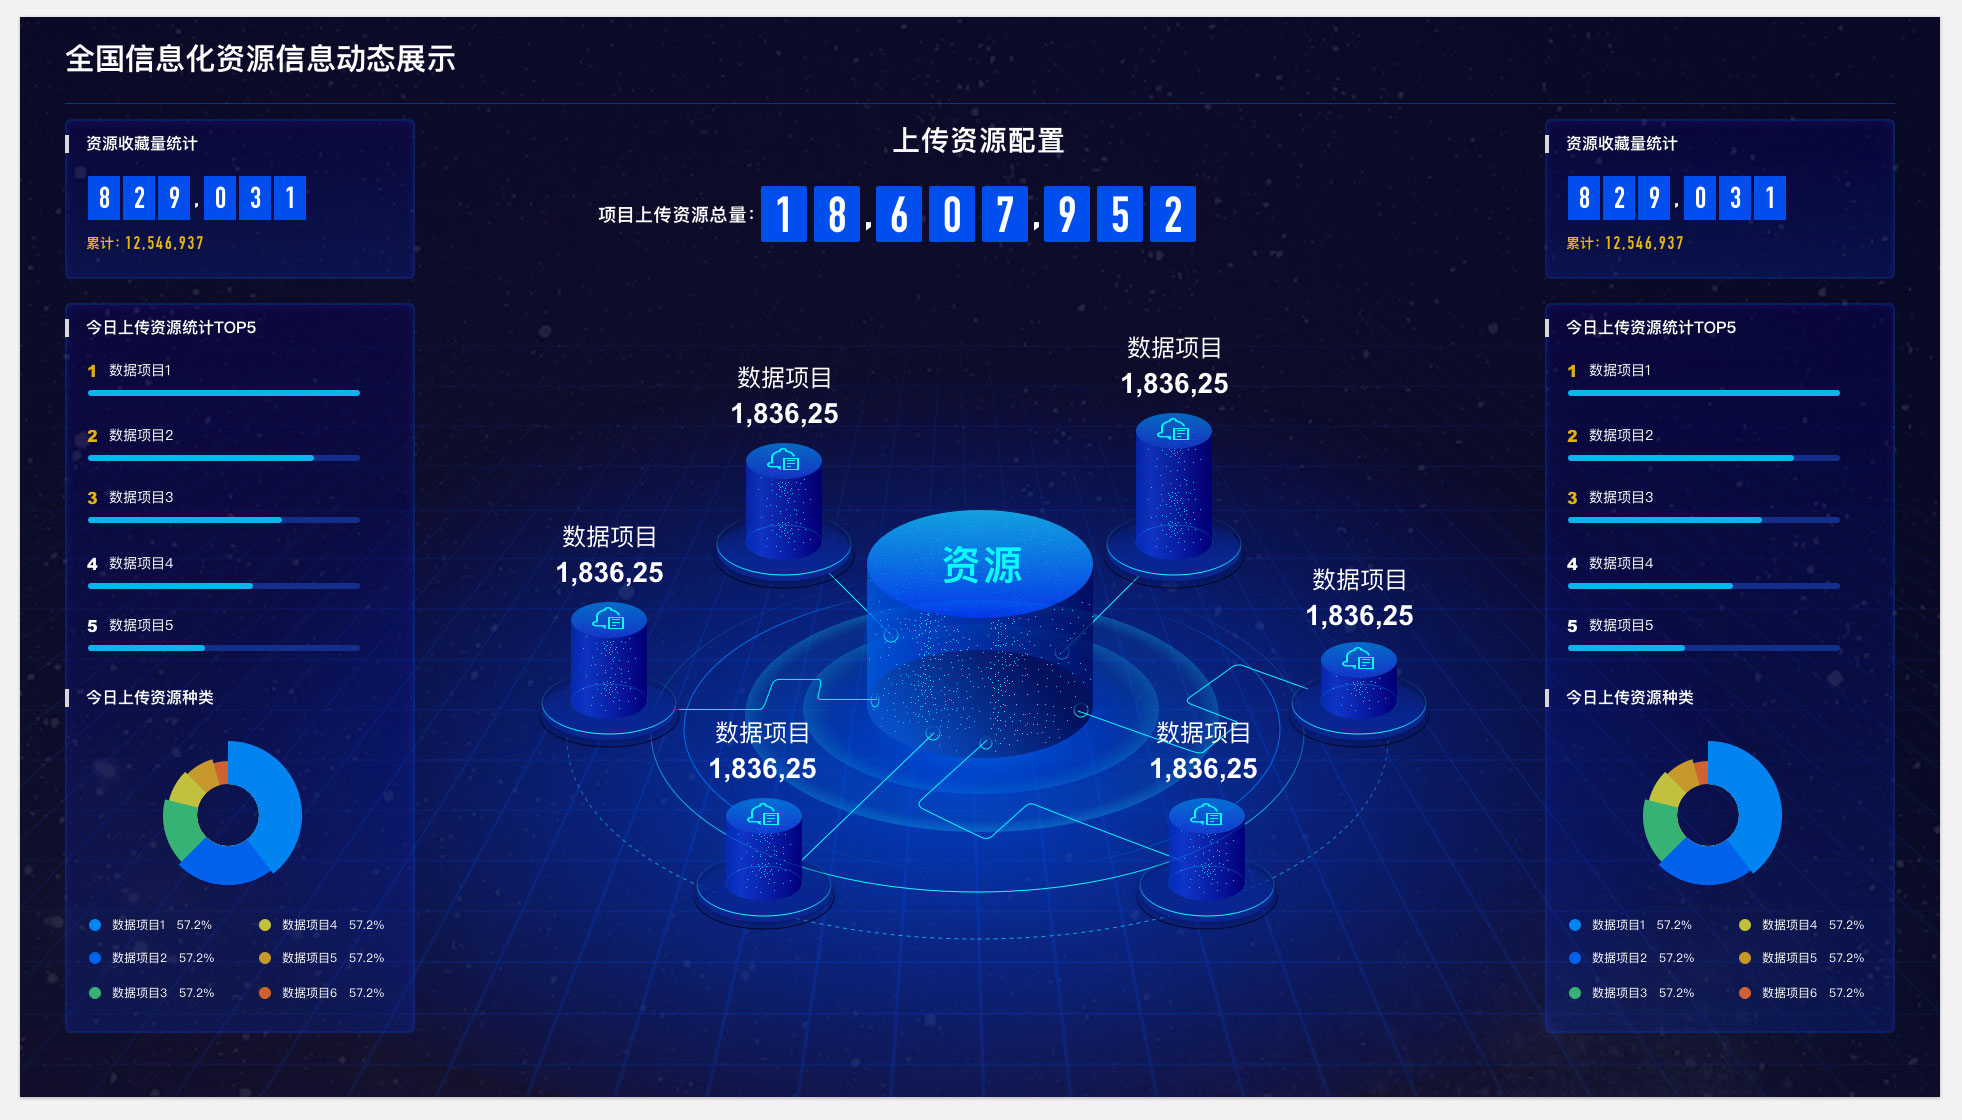 全国信息化资源信息动态展示
资源收藏量统计
829,031
累计: 12,546,937
今日上传资源统计TOP5
1 数据项目1
2 数据项目2
3 数据项目3
4 数据项目4
5 数据项目5
今日上传资源种类
数据项目1 57.2%
数据项目4 57.2%
数据项目2 57.2%
数据项目5 57.2%
数据项目3 57.2%
数据项目6 57.2%
上传资源配置
项目上传资源总量: 18,607,952
数据项目
1,836,25
数据项目
1,836,25
数据项目
1,836,25
资源
数据项目
1,836,25
数据项目
1,836,25
数据项目
1,836,25
资源收藏量统计
829,031
累计: 12,546,937
今日上传资源统计TOP5
1 数据项目1
2 数据项目2
3 数据项目3
4 数据项目4
5 数据项目5
今日上传资源种类
数据项目1 57.2%
数据项目4 57.2%
数据项目2 57.2%
数据项目5 57.2%
数据项目3 57.2%
数据项目6 57.2%